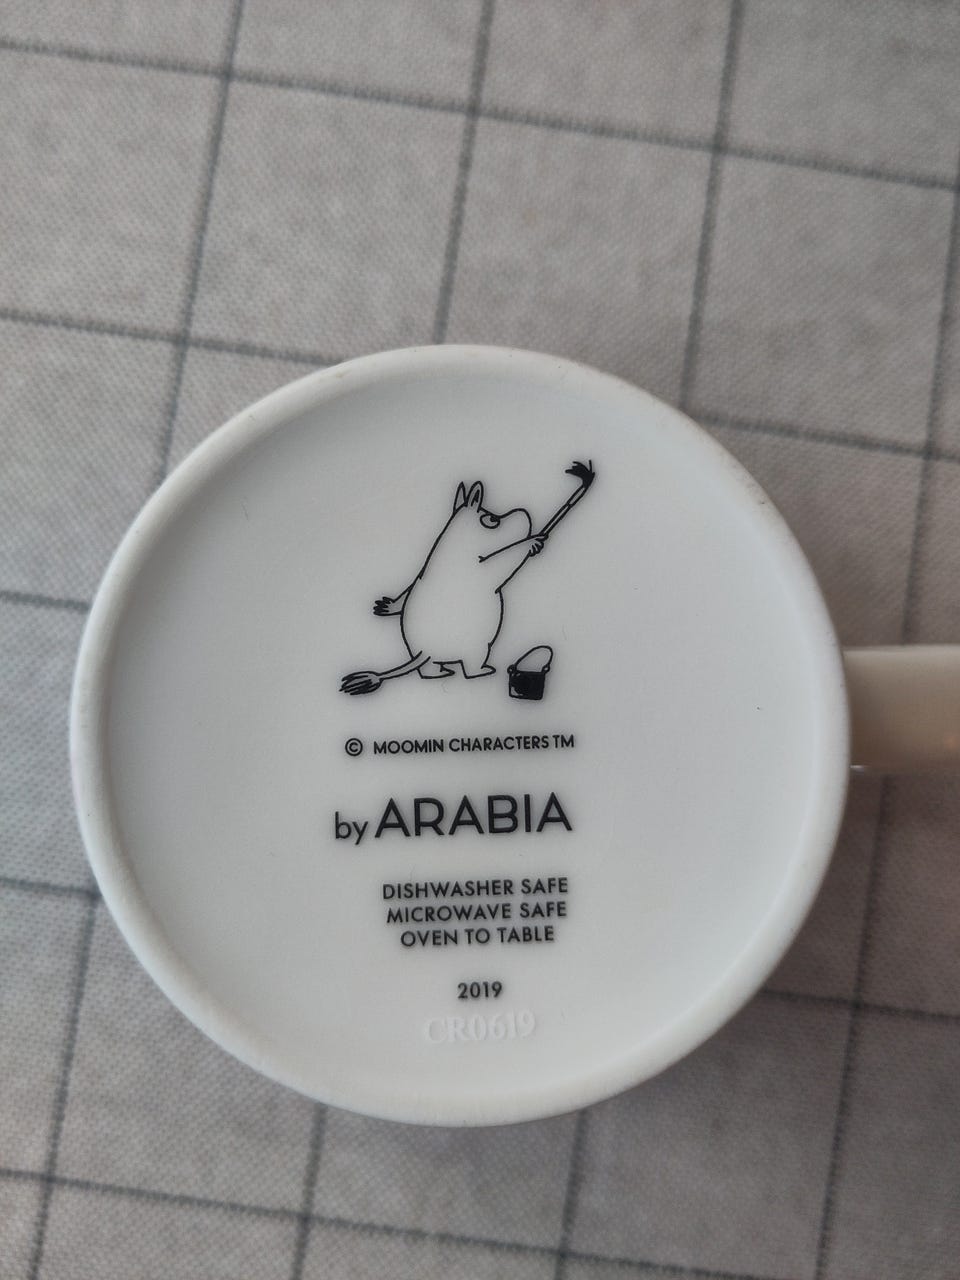 © MOOMIN CHARACTERS TM
by ARABIA
DISHWASHER SAFE
MICROWAVE SAFE
OVEN TO TABLE
2019
CR0619